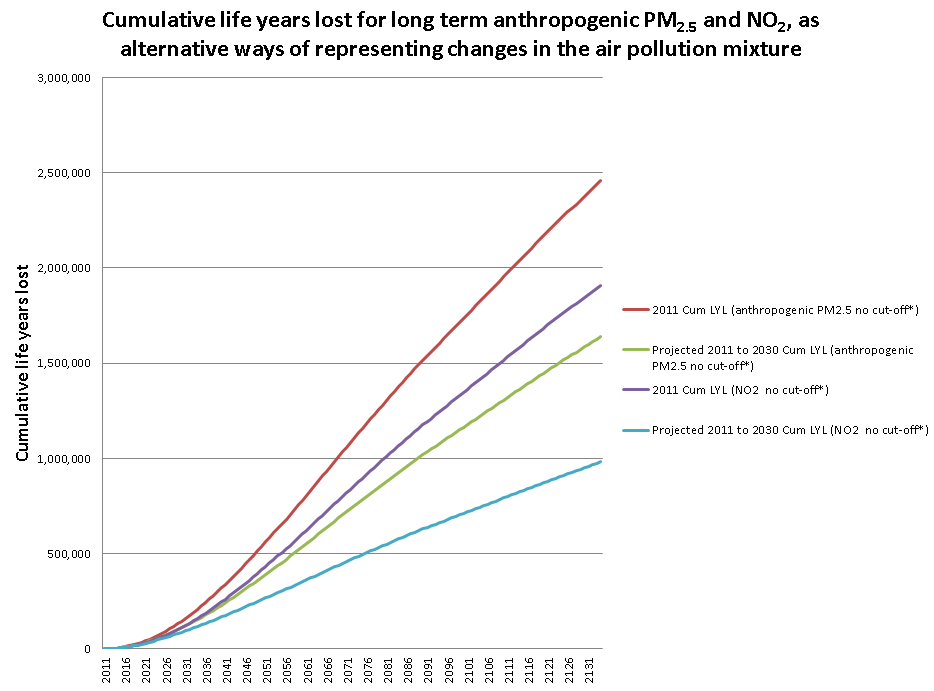 Cumulative life years lost for long term anthropogenic PM2.5 and NO2, as
alternative ways of representing changes in the air pollution mixture
3,000,000
2,500,000
2,000,000
1,500,000
1,000,000
500,000
0
Cumulative life years lost
2011 2016 2021 2026 2031 2036 2041 2046 2051 2056 2061 2066 2071 2076 2081 2086 2091 2096 2101 2106 2111 2116 2121 2126 2131
2011 Cum LYL (anthropogenic PM2.5 no cut-off*)
Projected 2011 to 2030 Cum LYL (anthropogenic
PM2.5 no cut-off*)
2011 Cum LYL (NO2 no cut-off*)
Projected 2011 to 2030 Cum LYL (NO2 no cut-off*)